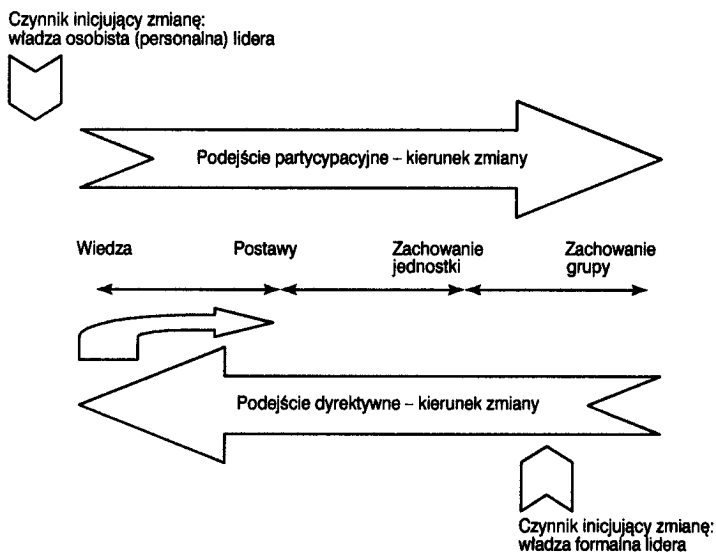 Czynnik inicjujący zmianę:
władza osobista (personalna) lidera
Podejście partycypacyjne – kierunek zmiany
Wiedza
Postawy
Zachowanie
jednostki
Zachowanie
grupy
Podejście dyrektywne – kierunek zmiany
Czynnik inicjujący zmianę:
władza formalna lidera